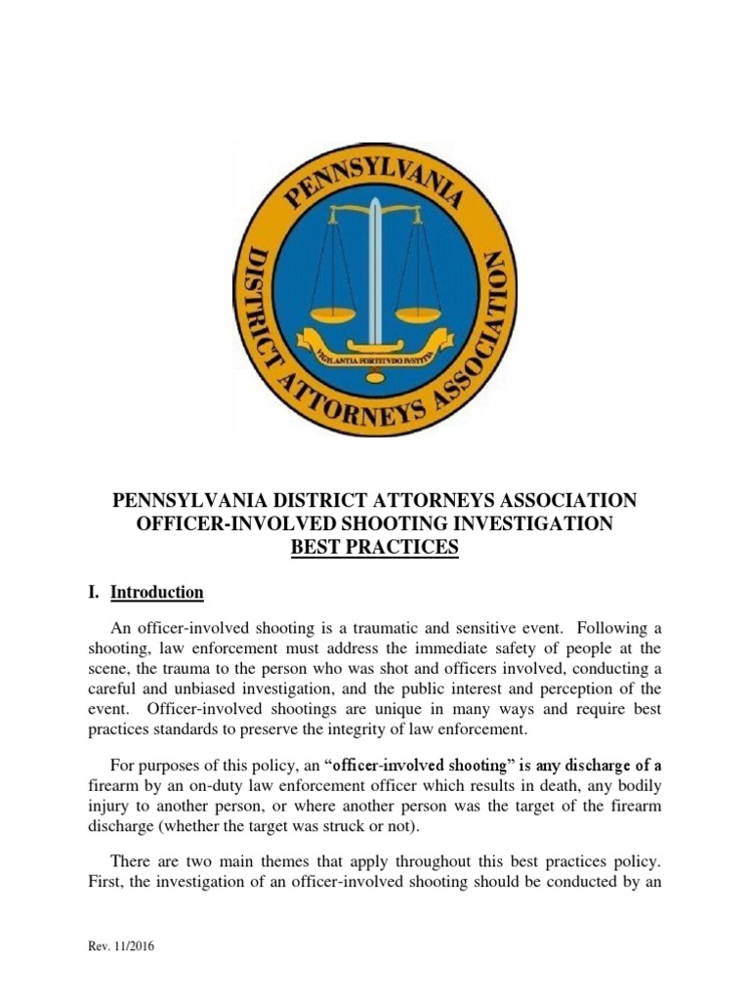 PENNSYLVANIA
DISTRICT ATTORNEYS ASSOCIATION
VIGILANTIA FORTITVDO IVSTITIA
PENNSYLVANIA DISTRICT ATTORNEYS ASSOCIATION
OFFICER-INVOLVED SHOOTING INVESTIGATION
BEST PRACTICES
I. Introduction
An officer-involved shooting is a traumatic and sensitive event. Following a
shooting, law enforcement must address the immediate safety of people at the
scene, the trauma to the person who was shot and officers involved, conducting a
careful and unbiased investigation, and the public interest and perception of the
event. Officer-involved shootings are unique in many ways and require best
practices standards to preserve the integrity of law enforcement.
For purposes of this policy, an “officer-involved shooting” is any discharge of a
firearm by an on-duty law enforcement officer which results in death, any bodily
injury to another person, or where another person was the target of the firearm
discharge (whether the target was struck or not).
There are two main themes that apply throughout this best practices policy.
First, the investigation of an officer-involved shooting should be conducted by an
Rev. 11/2016